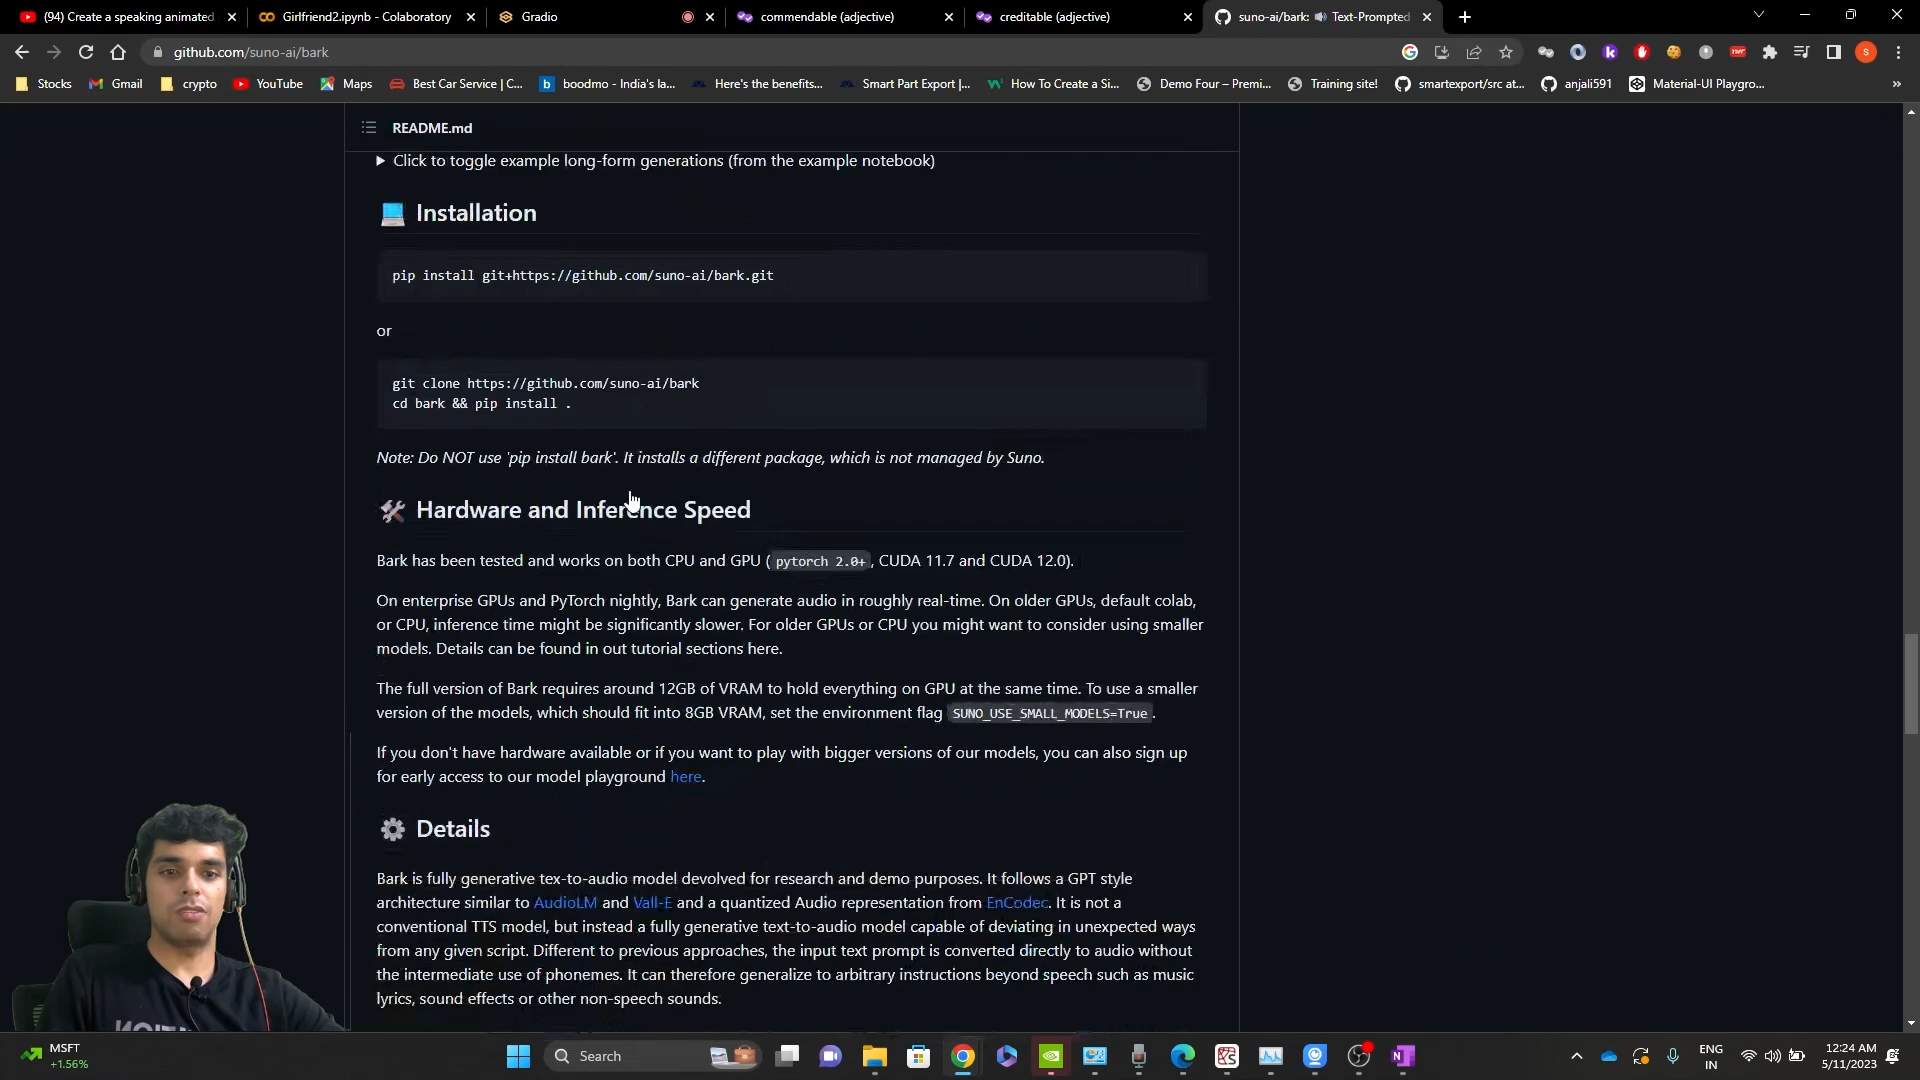 (94) Create a speaking animated
Girlfriend2.ipynb - Colaboratory
Gradio
commendable (adjective)
creditable (adjective)
suno-ai/bark: 🔊 Text-Prompted
github.com/suno-ai/bark
Stocks
Gmail
crypto
YouTube
Maps
Best Car Service | C...
boodmo - India's la...
Here's the benefits...
Smart Part Export |...
How To Create a Si...
Demo Four – Premi...
Training site!
smartexport/src at...
anjali591
Material-UI Playgro...
README.md
Click to toggle example long-form generations (from the example notebook)
Installation
pip install git+https://github.com/suno-ai/bark.git
or
git clone https://github.com/suno-ai/bark
cd bark && pip install .
Note: Do NOT use 'pip install bark'. It installs a different package, which is not managed by Suno.
Hardware and Inference Speed
Bark has been tested and works on both CPU and GPU (pytorch 2.0+, CUDA 11.7 and CUDA 12.0).
On enterprise GPUs and PyTorch nightly, Bark can generate audio in roughly real-time. On older GPUs, default colab,
or CPU, inference time might be significantly slower. For older GPUs or CPU you might want to consider using smaller
models. Details can be found in out tutorial sections here.
The full version of Bark requires around 12GB of VRAM to hold everything on GPU at the same time. To use a smaller
version of the models, which should fit into 8GB VRAM, set the environment flag SUNO_USE_SMALL_MODELS=True.
If you don't have hardware available or if you want to play with bigger versions of our models, you can also sign up
for early access to our model playground here.
Details
Bark is fully generative tex-to-audio model devolved for research and demo purposes. It follows a GPT style
architecture similar to AudioLM and Vall-E and a quantized Audio representation from EnCodec. It is not a
conventional TTS model, but instead a fully generative text-to-audio model capable of deviating in unexpected ways
from any given script. Different to previous approaches, the input text prompt is converted directly to audio without
the intermediate use of phonemes. It can therefore generalize to arbitrary instructions beyond speech such as music
lyrics, sound effects or other non-speech sounds.
MSFT
+1.56%
Search
ENG
IN
12:24 AM
5/11/2023